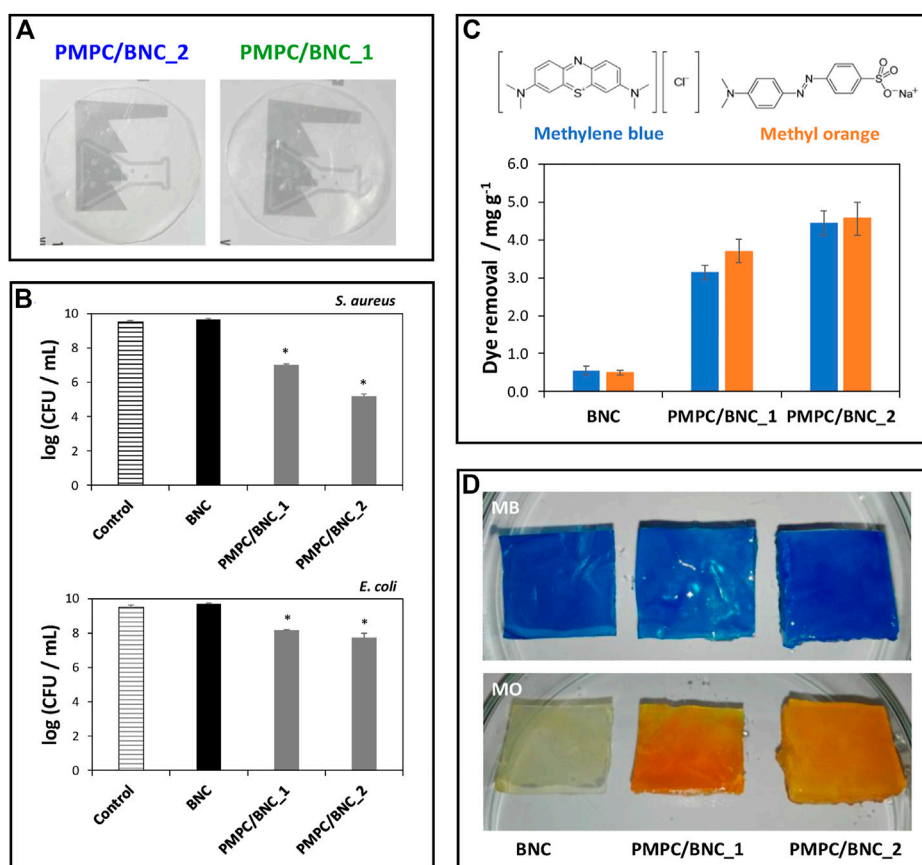 A
PMPC/BNC_2 PMPC/BNC_1
B
S. aureus
log (CFU / mL)
10
8
6
4
2
0
*
*
Control BNC PMPC/BNC_1 PMPC/BNC_2
E. coli
log (CFU / mL)
10
8
6
4
2
0
*
*
Control BNC PMPC/BNC_1 PMPC/BNC_2
C
N
N S⁺ N
Cl⁻
N
N
N
S
O
O
O⁻Na⁺
Methylene blue Methyl orange
Dye removal / mg g⁻¹
6.0
5.0
4.0
3.0
2.0
1.0
0.0
BNC PMPC/BNC_1 PMPC/BNC_2
D
MB
MO
BNC PMPC/BNC_1 PMPC/BNC_2